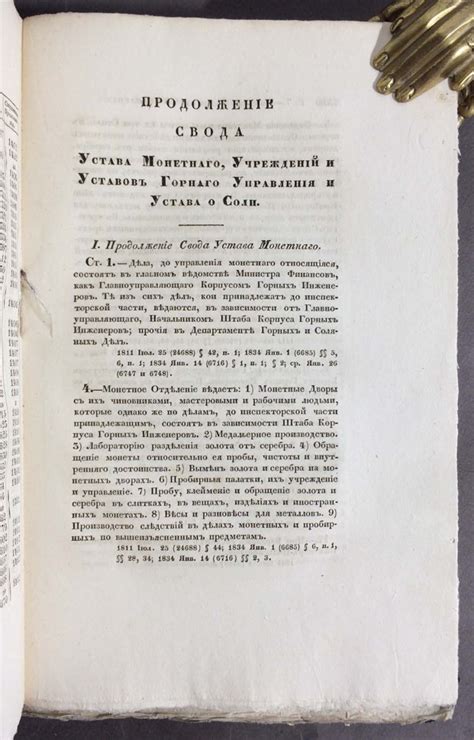 ПРОДОЛЖЕНІЕ
СВОДА
Устава Монетнаго, Учрежденій и
Уставовъ Горнаго Управленія и
Устава о Соли.
I. Продолженіе Свода Устава Монетнаго.
Ст. 1.—Дѣла, до управленія монетнаго относящіяся,
состоятъ въ главномъ вѣдомствѣ Министра Финансовъ,
какъ Главноуправляющаго Корпусомъ Горныхъ Инжене-
ровъ. Тѣ изъ сихъ дѣлъ, кои принадлежатъ до инспек-
торской части, вѣдаются, въ зависимости отъ Главно-
управляющаго, Начальникомъ Штаба Корпуса Горныхъ
Инженеровъ; прочія въ Департаментѣ Горныхъ и Соля-
ныхъ Дѣлъ.
1811 Іюл. 25 (24688) § 42, п. 1; 1834 Янв. 1 (6685) §§ 5,
6, п. 1; 1834 Янв. 14 (6716) § 1, п. 1; § 2; ср. Янв. 26
(6747 и 6748).
4.—Монетное Отдѣленіе вѣдаетъ: 1) Монетные Дворы
съ ихъ чиновниками, мастеровыми и рабочими людьми,
которые однако же по дѣламъ, до инспекторской части
принадлежащимъ, состоятъ въ зависимости Штаба Кор-
пуса Горныхъ Инженеровъ. 2) Медальерное производство.
3) Лабораторію раздѣленія золота отъ серебра. 4) Обра-
щеніе монеты относительно ея пробы, чистоты и внут-
ренняго достоинства. 5) Вымѣнъ золота и серебра на мо-
нетныхъ дворахъ. 6) Пробирныя палатки, ихъ учрежденіе
и управленіе. 7) Пробу, клейменіе и обращеніе золота и
серебра въ слиткахъ, въ вещахъ, издѣліяхъ и иностран-
ныхъ монетахъ. 8) Вѣсы и разновѣсы для металловъ. 9)
Производство слѣдствій въ дѣлахъ монетныхъ и пробир-
ныхъ по вышеизъясненнымъ предметамъ.
1811 Іюл. 25 (24688) § 44; 1834 Янв. 1 (6685) § 6, п. 1,
§§ 28, 34; 1834 Янв. 14 (6716) §§ 2, 3.